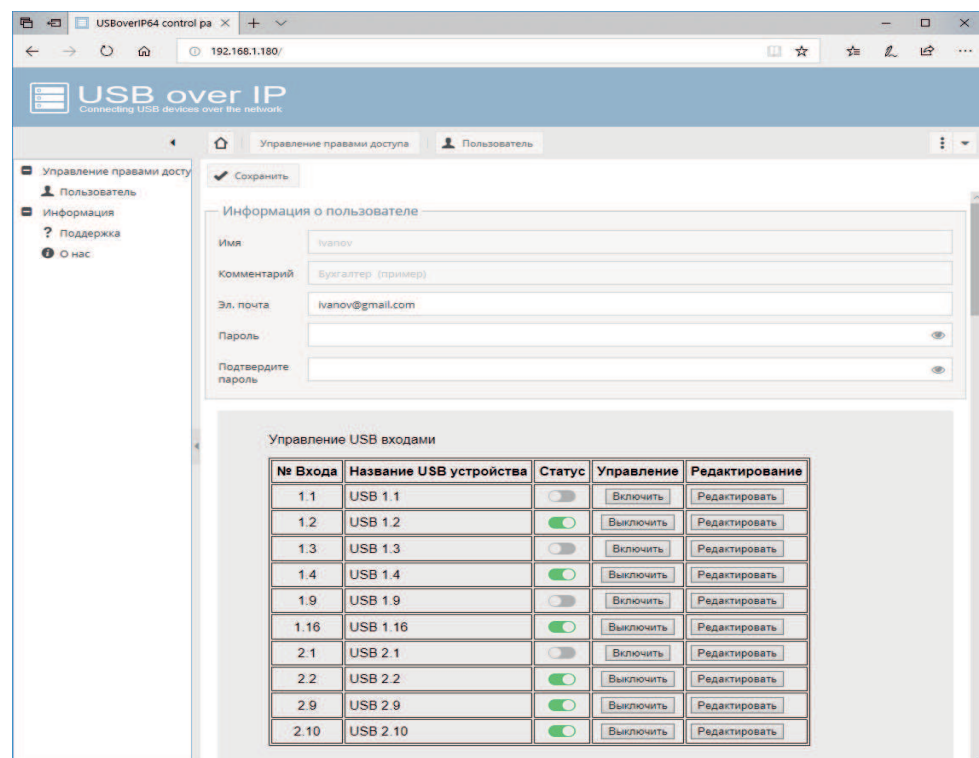 USBoverIP64 control pa
192.168.1.180/
USB over IP
Connecting USB devices over the network
Управление правами доступа
Пользователь
Управление правами досту
Пользователь
Информация
Поддержка
О нас
Сохранить
Информация о пользователе
Имя ivanov
Комментарий Бухгалтер (пример)
Эл. почта ivanov@gmail.com
Пароль
Подтвердите
пароль
Управление USB входами
№ Входа Название USB устройства Статус Управление Редактирование
1.1 USB 1.1 Включить Редактировать
1.2 USB 1.2 Выключить Редактировать
1.3 USB 1.3 Включить Редактировать
1.4 USB 1.4 Выключить Редактировать
1.9 USB 1.9 Включить Редактировать
1.16 USB 1.16 Выключить Редактировать
2.1 USB 2.1 Включить Редактировать
2.2 USB 2.2 Выключить Редактировать
2.9 USB 2.9 Выключить Редактировать
2.10 USB 2.10 Выключить Редактировать